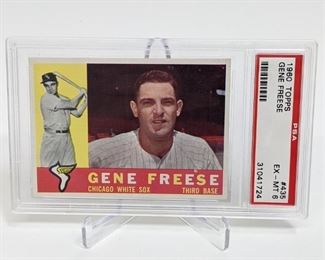 GENE FREESE
CHICAGO WHITE SOX THIRD BASE
PSA
1960 TOPPS #435
GENE FREESE EX - MT 6
31041724